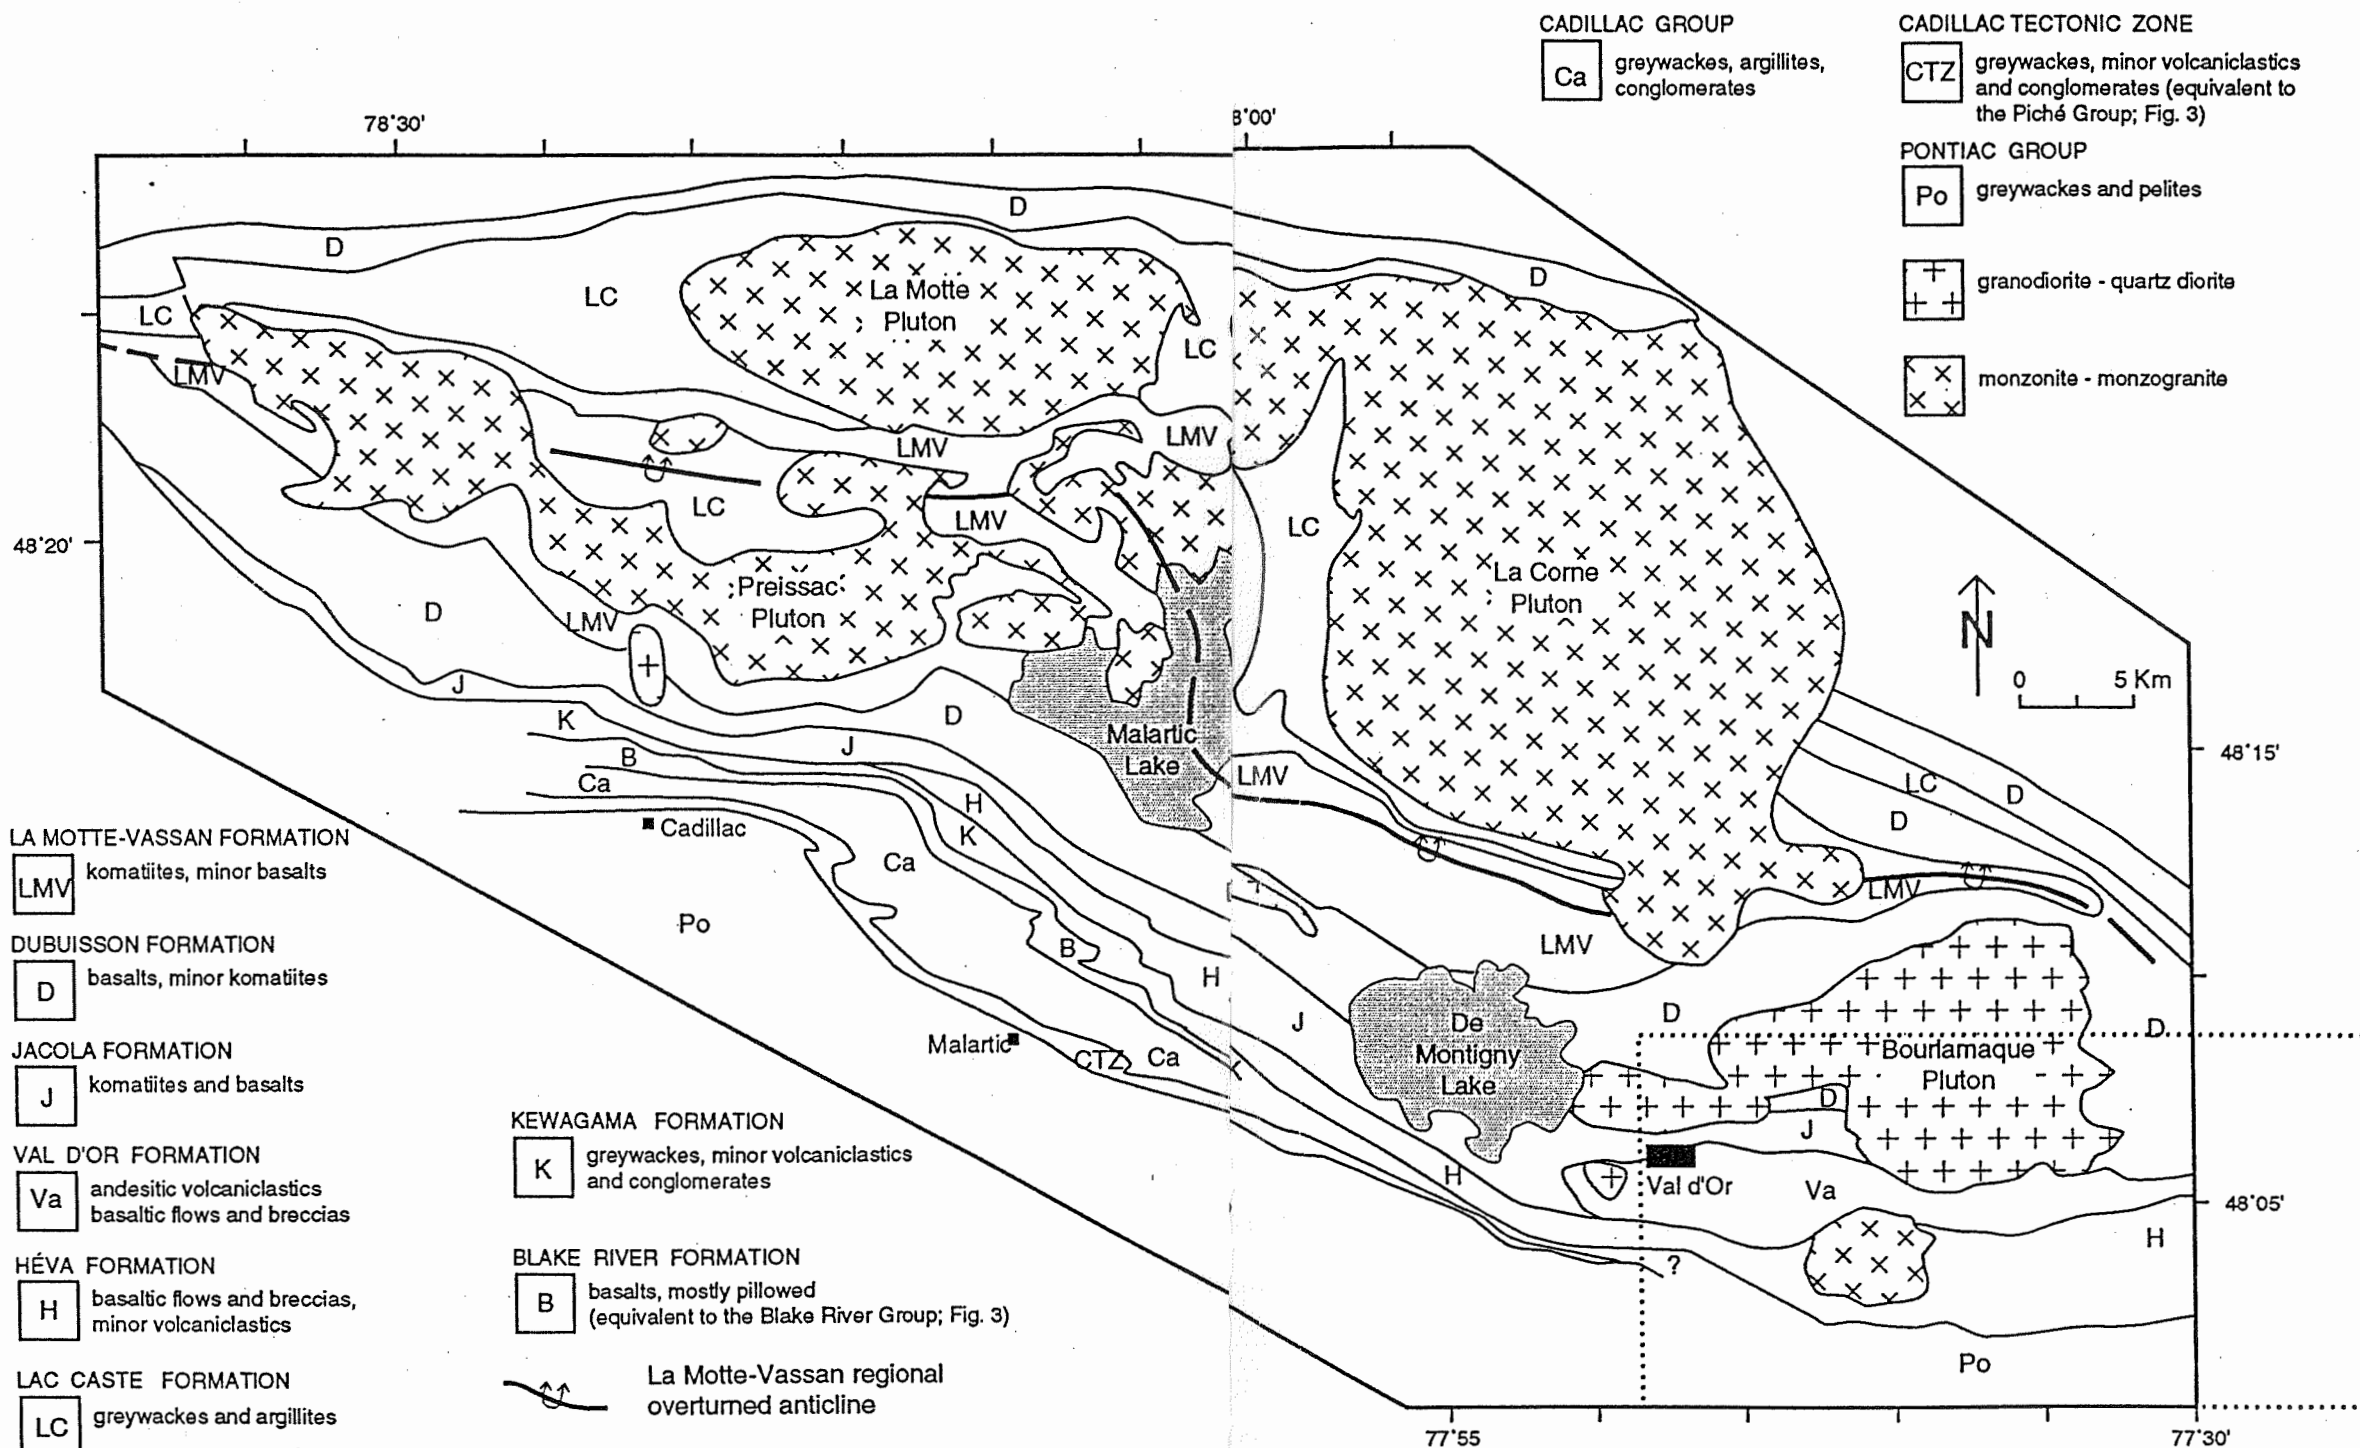 CADILLAC GROUP
Ca
greywackes, argillites,
conglomerates
CADILLAC TECTONIC ZONE
CTZ
greywackes, minor volcaniclastics
and conglomerates (equivalent to
the Piché Group; Fig. 3)
PONTIAC GROUP
Po
greywackes and pelites
granodiorite - quartz diorite
monzonite - monzogranite
78°30'
8°00'
D
D
D
LC
La Motte
Pluton
LC
LC
LMV
LMV
LMV
LC
LMV
LC
48°20'
Preissac
Pluton
La Corne
Pluton
D
LMV
N
0 5 Km
J
K
D
J
B
Ca
Malartic
Lake
LMV
48°15'
LC
D
D
H
K
Cadillac
Ca
LMV
Po
B
LMV
H
J
D
De
Montigny
Lake
D
Bourlamaque
Pluton
Malartic
CTZ
Ca
K
D
J
H
Val d'Or
Va
48°05'
H
?
Po
77°55
77°30'
LA MOTTE-VASSAN FORMATION
LMV
komatiites, minor basalts
DUBUISSON FORMATION
D
basalts, minor komatiites
JACOLA FORMATION
J
komatiites and basalts
VAL D'OR FORMATION
Va
andesitic volcaniclastics
basaltic flows and breccias
HÉVA FORMATION
H
basaltic flows and breccias,
minor volcaniclastics
LAC CASTE FORMATION
LC
greywackes and argillites
KEWAGAMA FORMATION
K
greywackes, minor volcaniclastics
and conglomerates
BLAKE RIVER FORMATION
B
basalts, mostly pillowed
(equivalent to the Blake River Group; Fig. 3)
La Motte-Vassan regional
overturned anticline